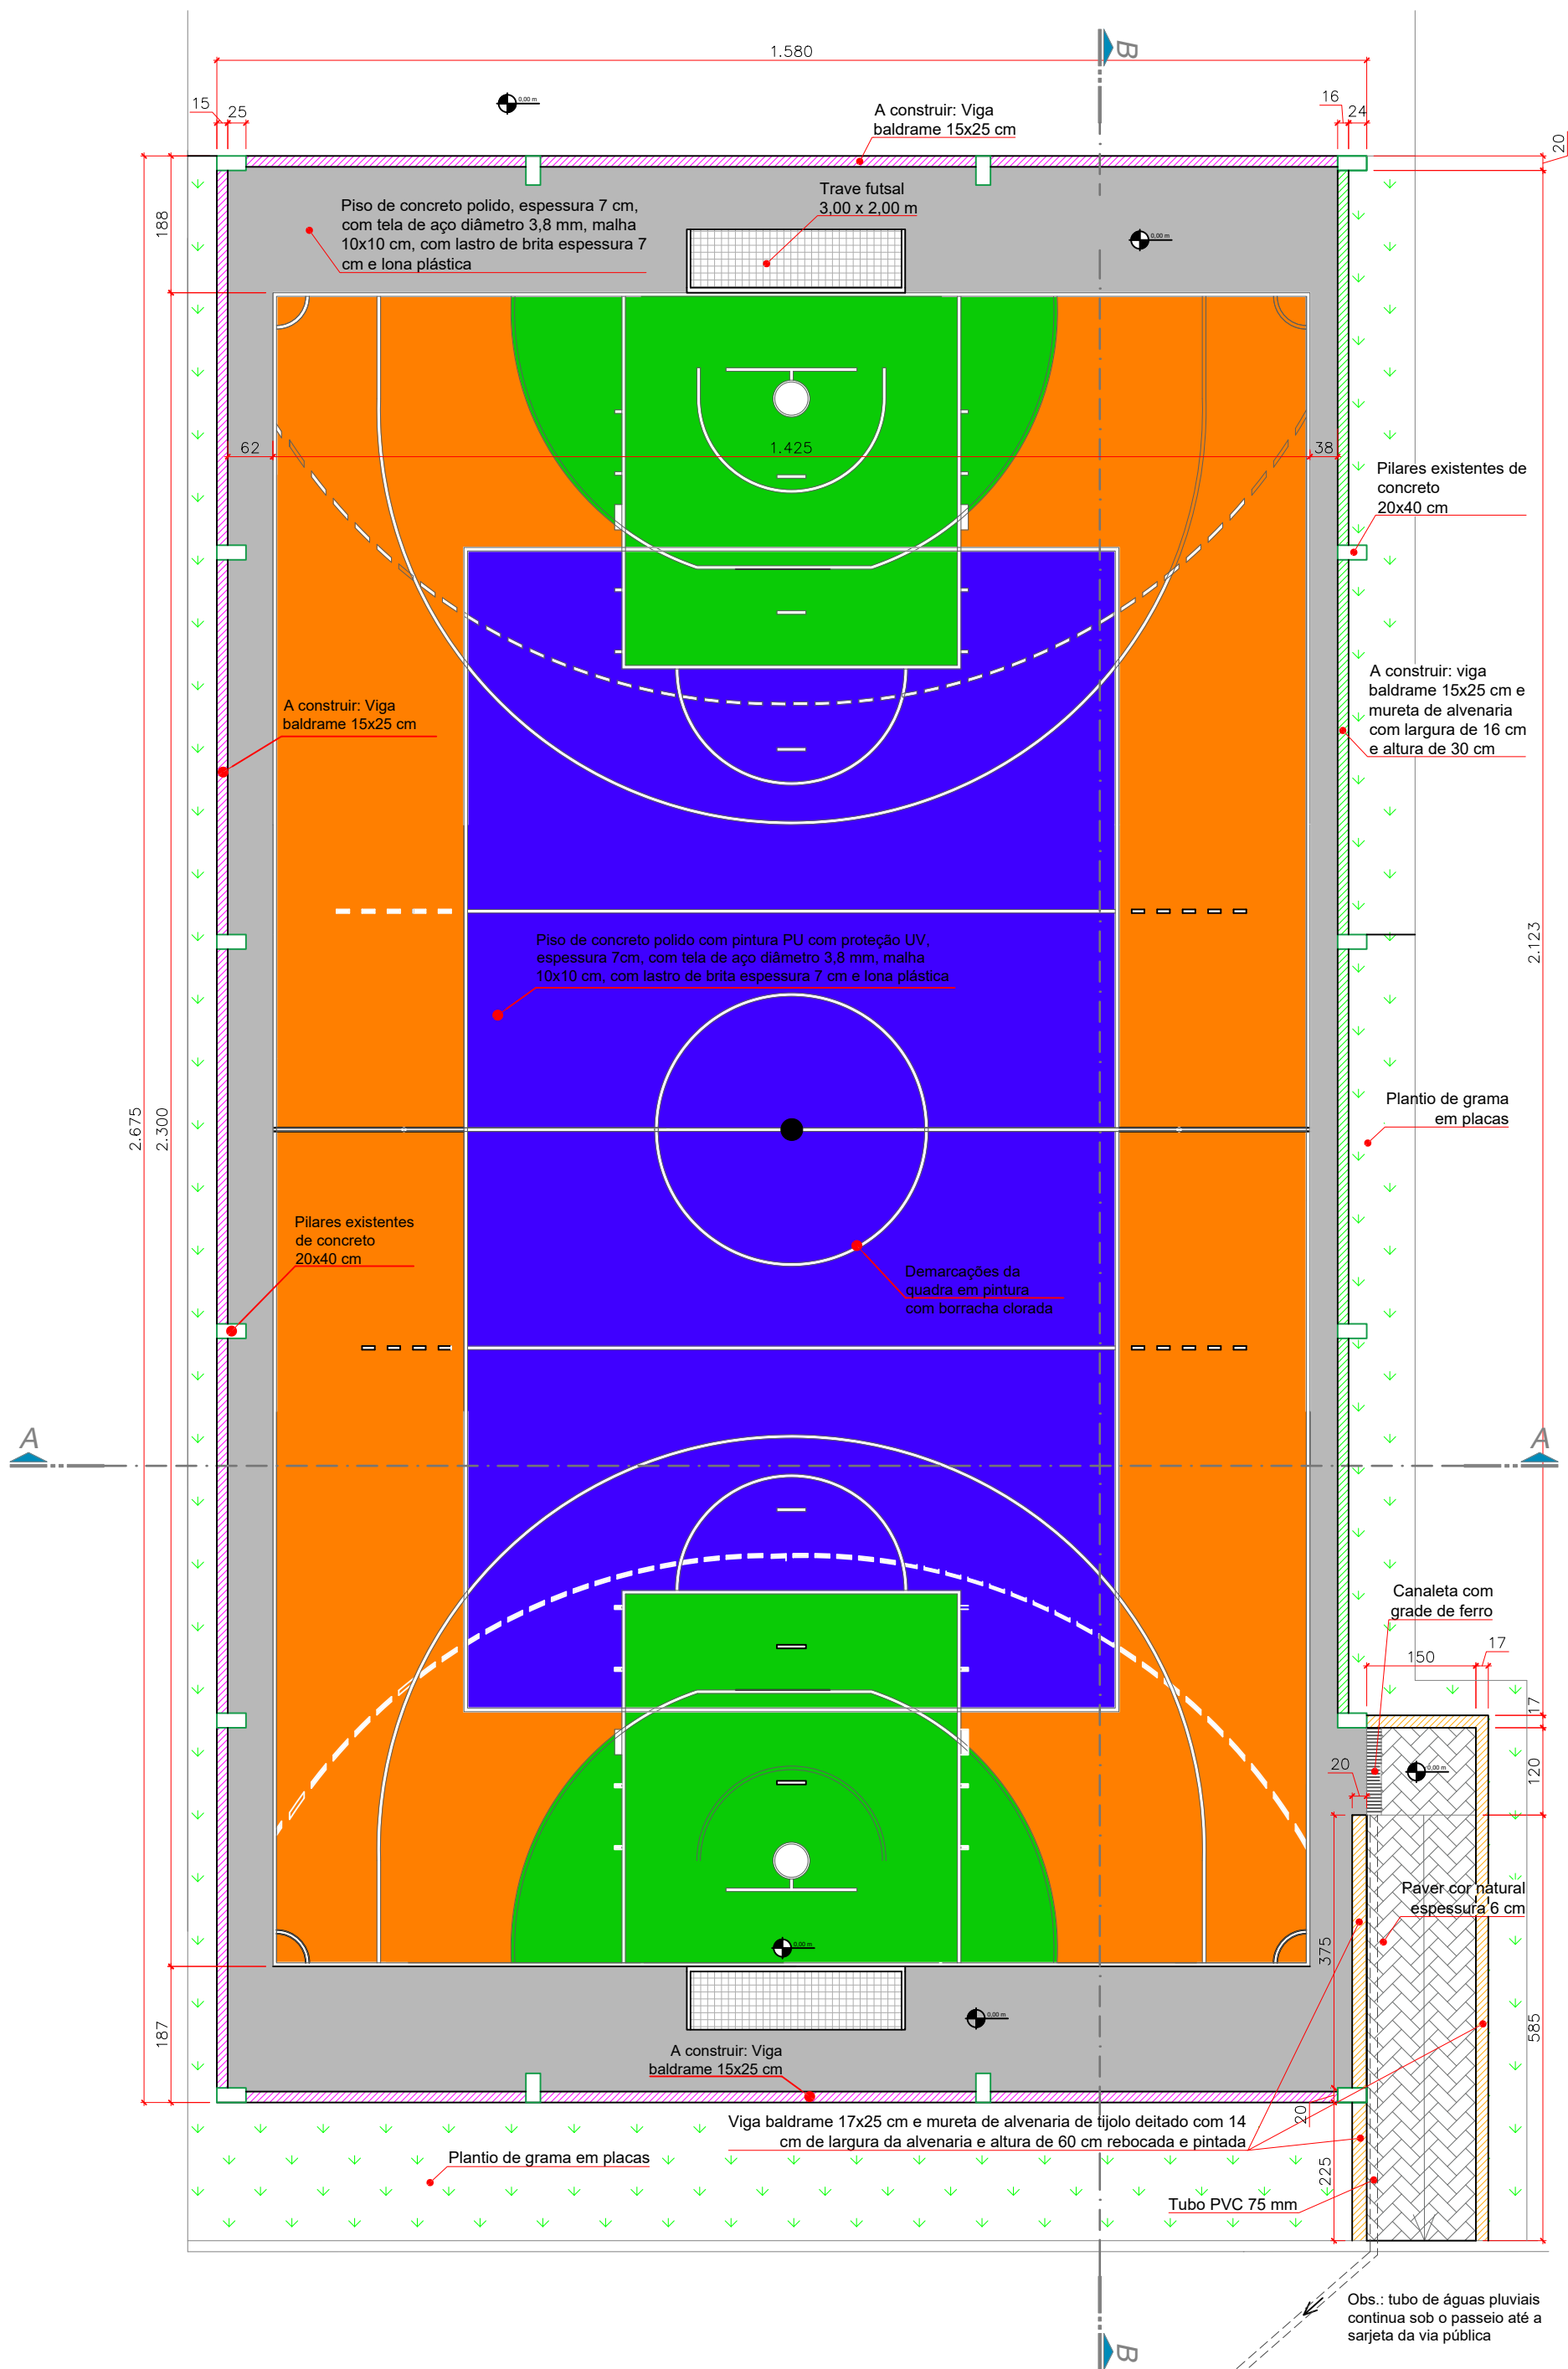 1.580
B
15
25
0,00 m
A construir: Viga
baldrame 15x25 cm
16
24
20
188
Piso de concreto polido, espessura 7 cm,
com tela de aço diâmetro 3,8 mm, malha
10x10 cm, com lastro de brita espessura 7
cm e lona plástica
Trave futsal
3,00 x 2,00 m
0,00 m
62
1.425
38
Pilares existentes de
concreto
20x40 cm
A construir: Viga
baldrame 15x25 cm
A construir: viga
baldrame 15x25 cm e
mureta de alvenaria
com largura de 16 cm
e altura de 30 cm
Piso de concreto polido com pintura PU com proteção UV,
espessura 7cm, com tela de aço diâmetro 3,8 mm, malha
10x10 cm, com lastro de brita espessura 7 cm e lona plástica
2.123
2.675
2.300
Plantio de grama
em placas
Pilares existentes
de concreto
20x40 cm
Demarcações da
quadra em pintura
com borracha clorada
A
A
Canaleta com
grade de ferro
150
17
17
20
0,00 m
120
Paver cor natural
espessura 6 cm
375
0,00 m
0,00 m
187
585
A construir: Viga
baldrame 15x25 cm
20
Viga baldrame 17x25 cm e mureta de alvenaria de tijolo deitado com 14
cm de largura da alvenaria e altura de 60 cm rebocada e pintada
Plantio de grama em placas
225
Tubo PVC 75 mm
Obs.: tubo de águas pluviais
continua sob o passeio até a
sarjeta da via pública
B